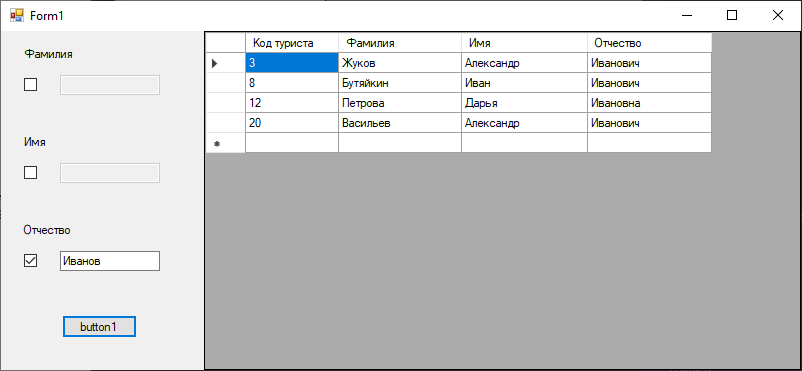 Form1
Фамилия
Имя
Отчество
Иванов
button1
Код туриста Фамилия Имя Отчество
3 Жуков Александр Иванович
8 Бутяйкин Иван Иванович
12 Петрова Дарья Ивановна
20 Васильев Александр Иванович